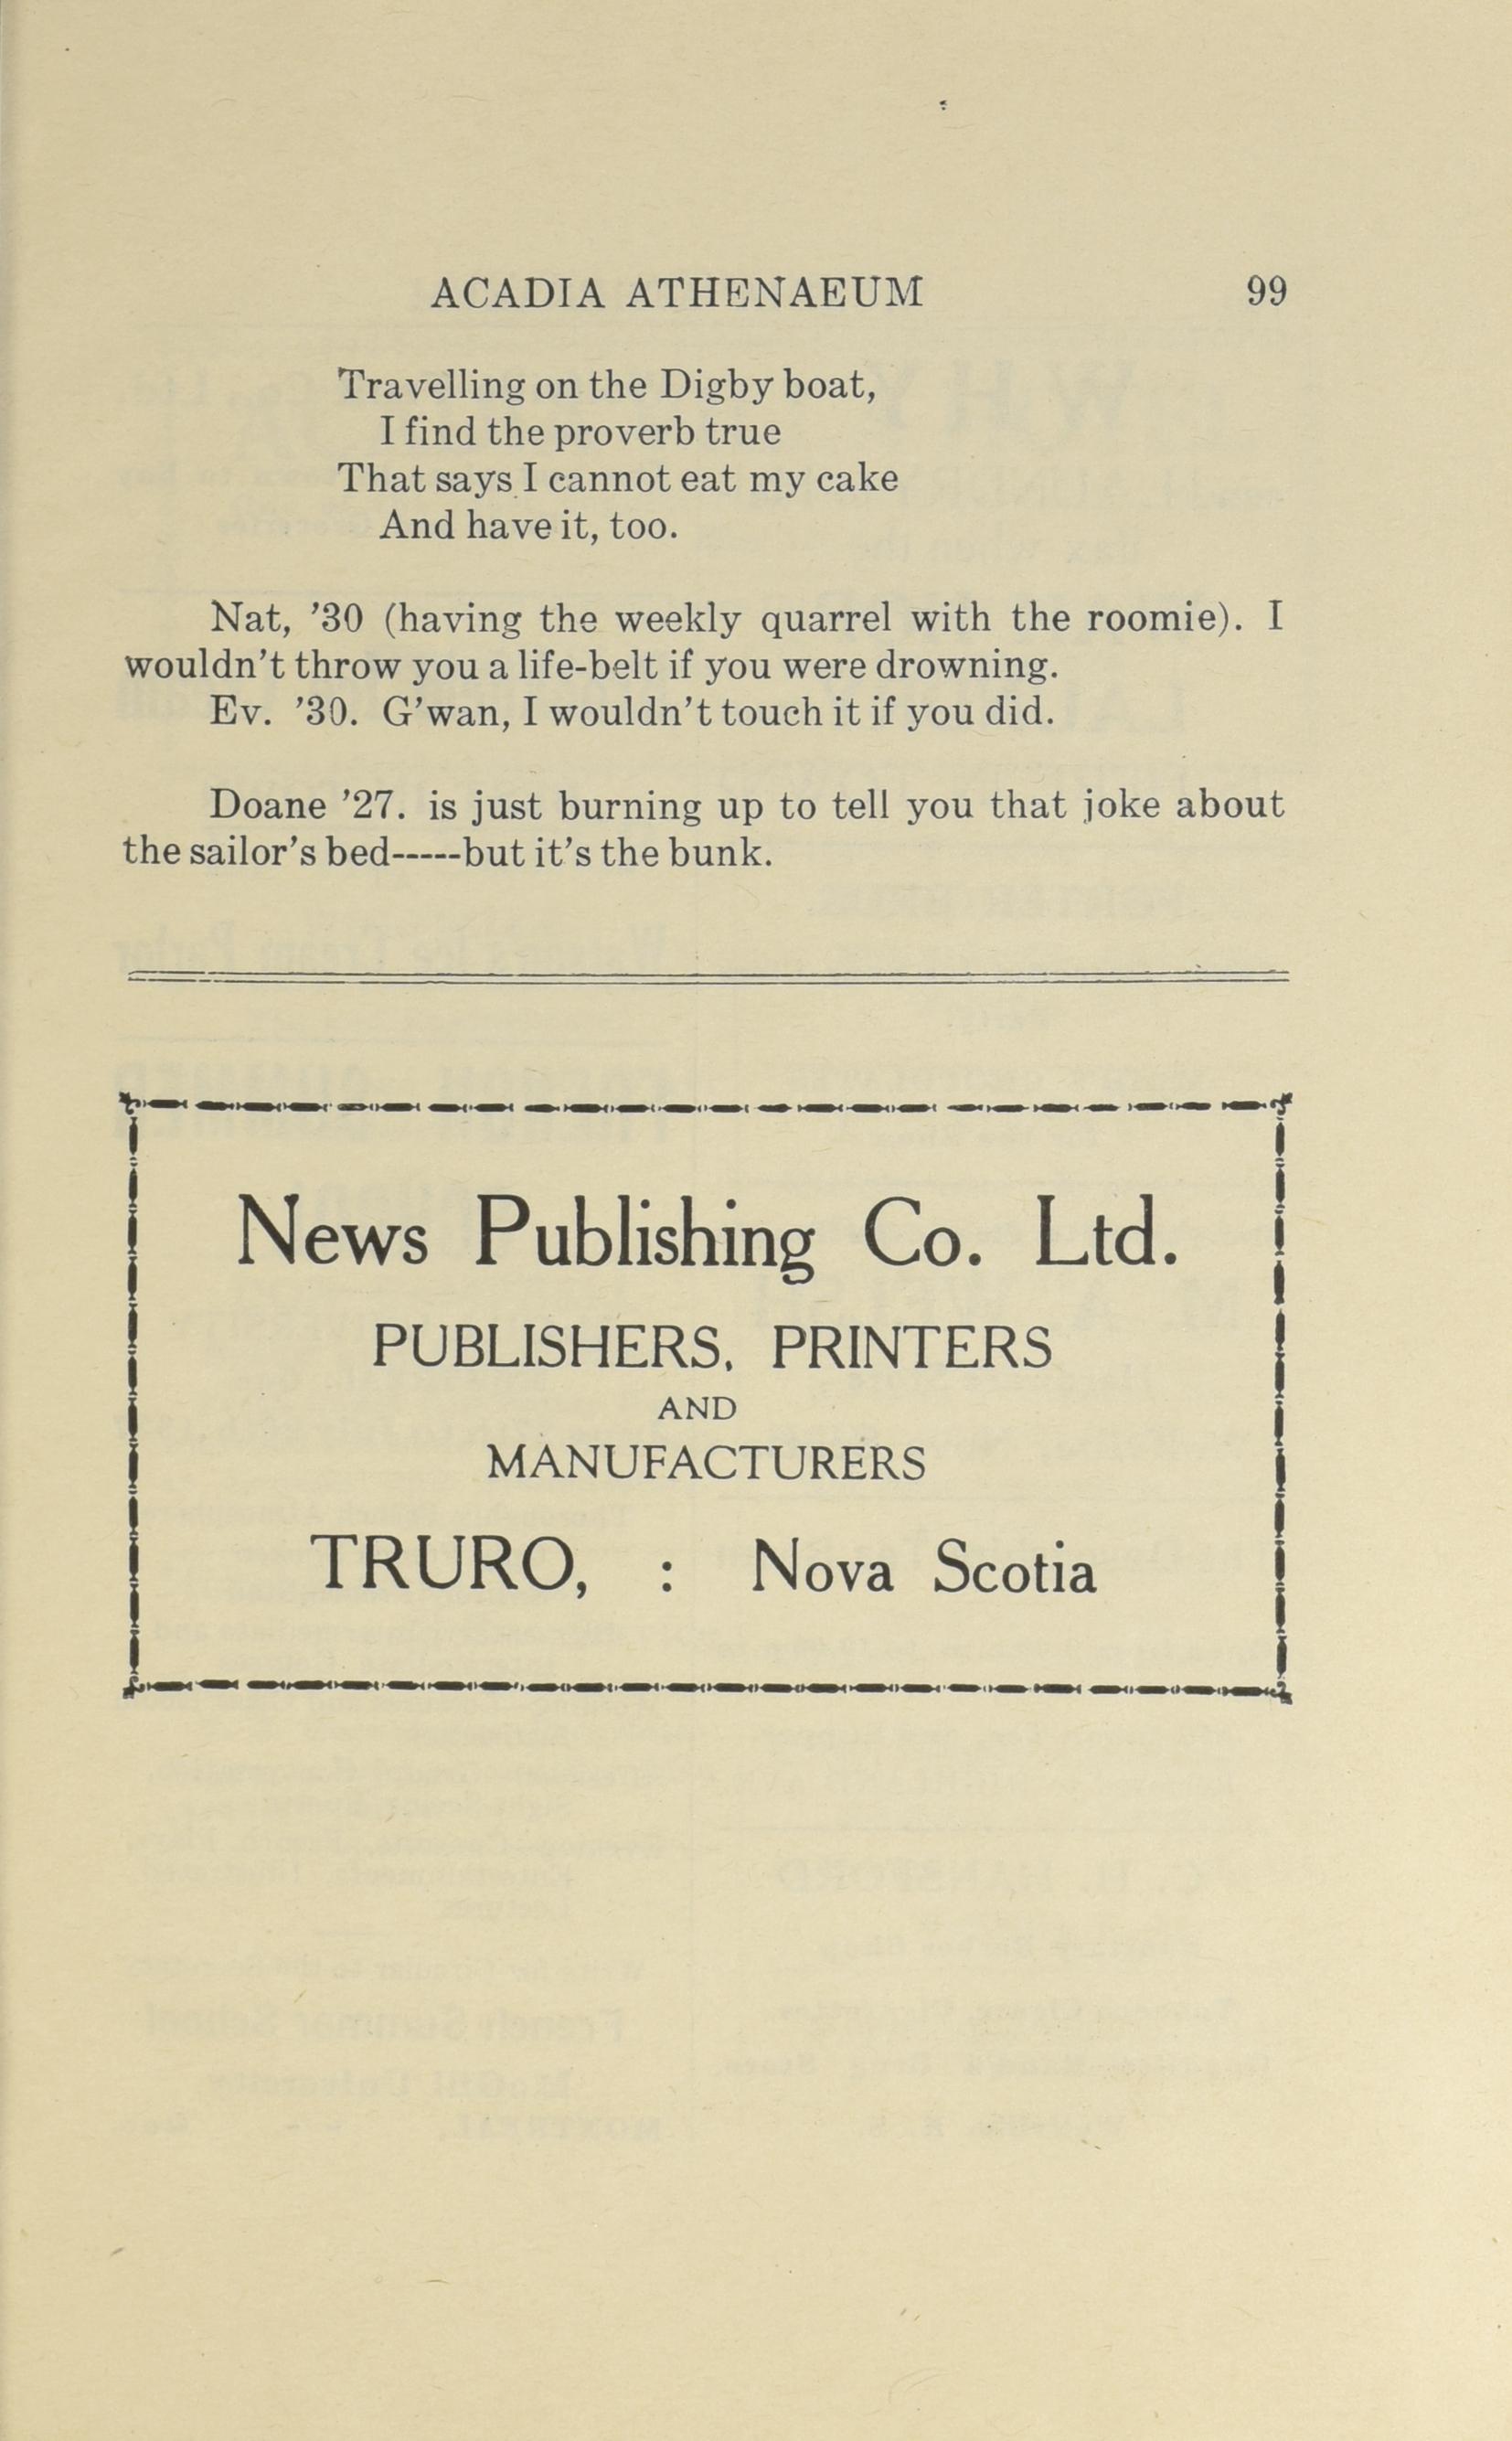 ACADIA ATHENAEUM 99
Travelling on the Digby boat,
I find the proverb true
That says I cannot eat my cake
And have it, too.
Nat, ’30 (having the weekly quarrel with the roomie). I
wouldn’t throw you a life-belt if you were drowning.
Ev. ’30. G’wan, I wouldn’t touch it if you did.
Doane ’27. is just burning up to tell you that joke about
the sailor’s bed-----but it’s the bunk.
News Publishing Co. Ltd.
PUBLISHERS, PRINTERS
AND
MANUFACTURERS
TRURO, : Nova Scotia